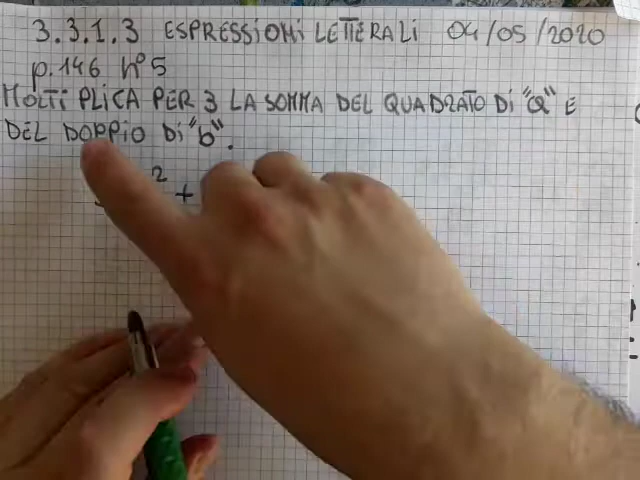 3.3.1.3 ESPRESSIONI LETTERALI 04/05/2020
p.146 n°5
MOLTIPLICA PER 3 LA SOMMA DEL QUADRATO DI "a" E
DEL DOPPIO DI "b".
2 +